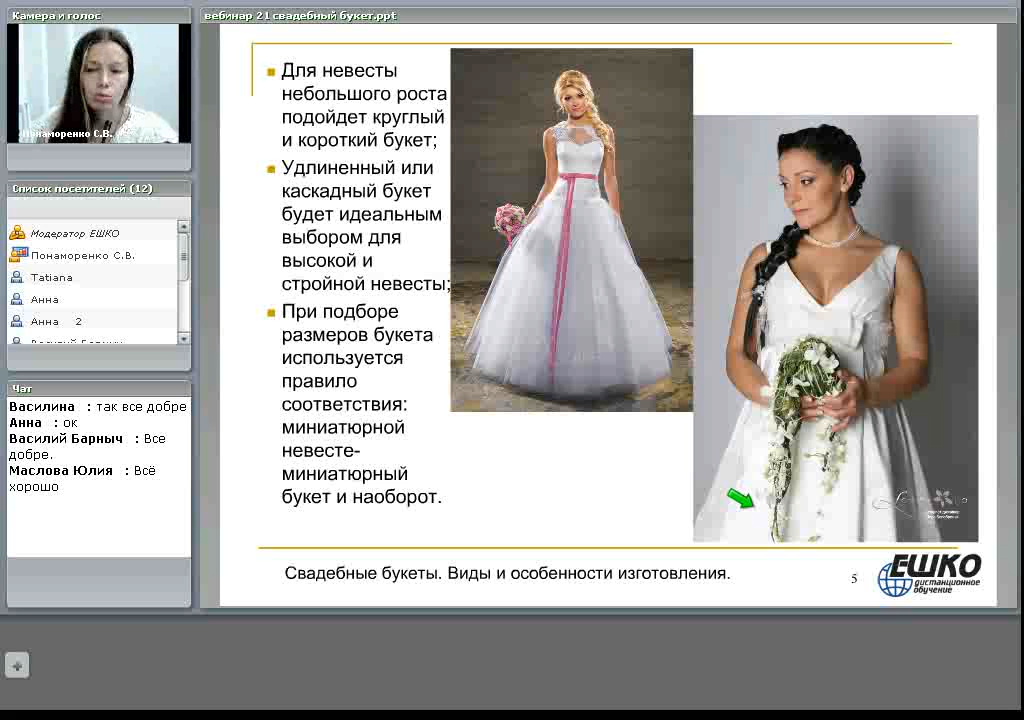 Камера и голос
Понаморенко С.В.
Список посетителей (12)
Модератор ЕШКО
Понаморенко С.В.
Tatiana
Анна
Анна 2
Чат
Василина : так все добре
Анна : ок
Василий Барныч : Все
добре.
Маслова Юлия : Всё
хорошо
вебинар 21 свадебный букет.ppt
Для невесты
небольшого роста
подойдет круглый
и короткий букет;
Удлиненный или
каскадный букет
будет идеальным
выбором для
высокой и
стройной невесты;
При подборе
размеров букета
используется
правило
соответствия:
миниатюрной
невесте-
миниатюрный
букет и наоборот.
Свадебные букеты. Виды и особенности изготовления.
5
ЕШКО
дистанционное
обучение